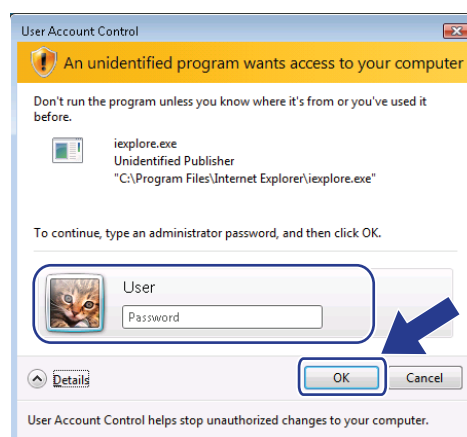 User Account Control
An unidentified program wants access to your computer
Don't run the program unless you know where it's from or you've used it
before.
iexplore.exe
Unidentified Publisher
"C:\Program Files\Internet Explorer\iexplore.exe"
To continue, type an administrator password, and then click OK.
User
Password
Details
OK
Cancel
User Account Control helps stop unauthorized changes to your computer.